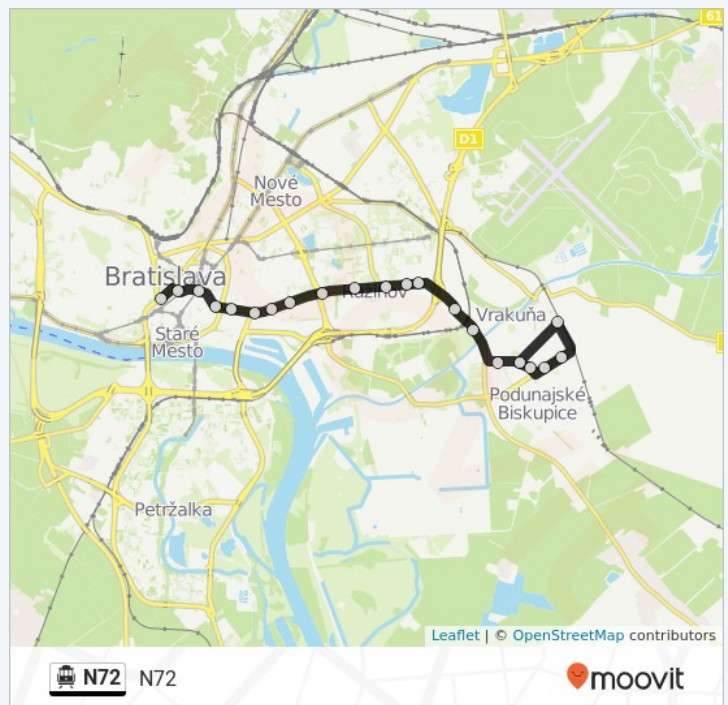 61
D1
Nové
Mesto
Bratislava
Ružinov
Vrakuňa
Staré
Mesto
Podunajské
Biskupice
Petržalka
Leaflet | © OpenStreetMap contributors
N72 N72
moovit